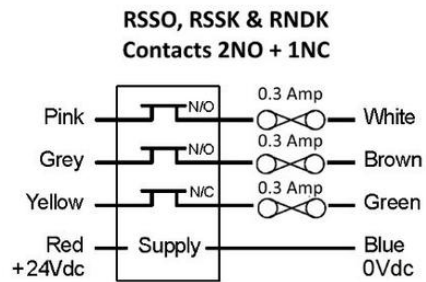 RSSO, RSSK & RNDK
Contacts 2NO + 1NC
0.3 Amp
Pink N/O White
0.3 Amp
Grey N/O Brown
0.3 Amp
Yellow N/C Green
Red Supply Blue
+24Vdc 0Vdc